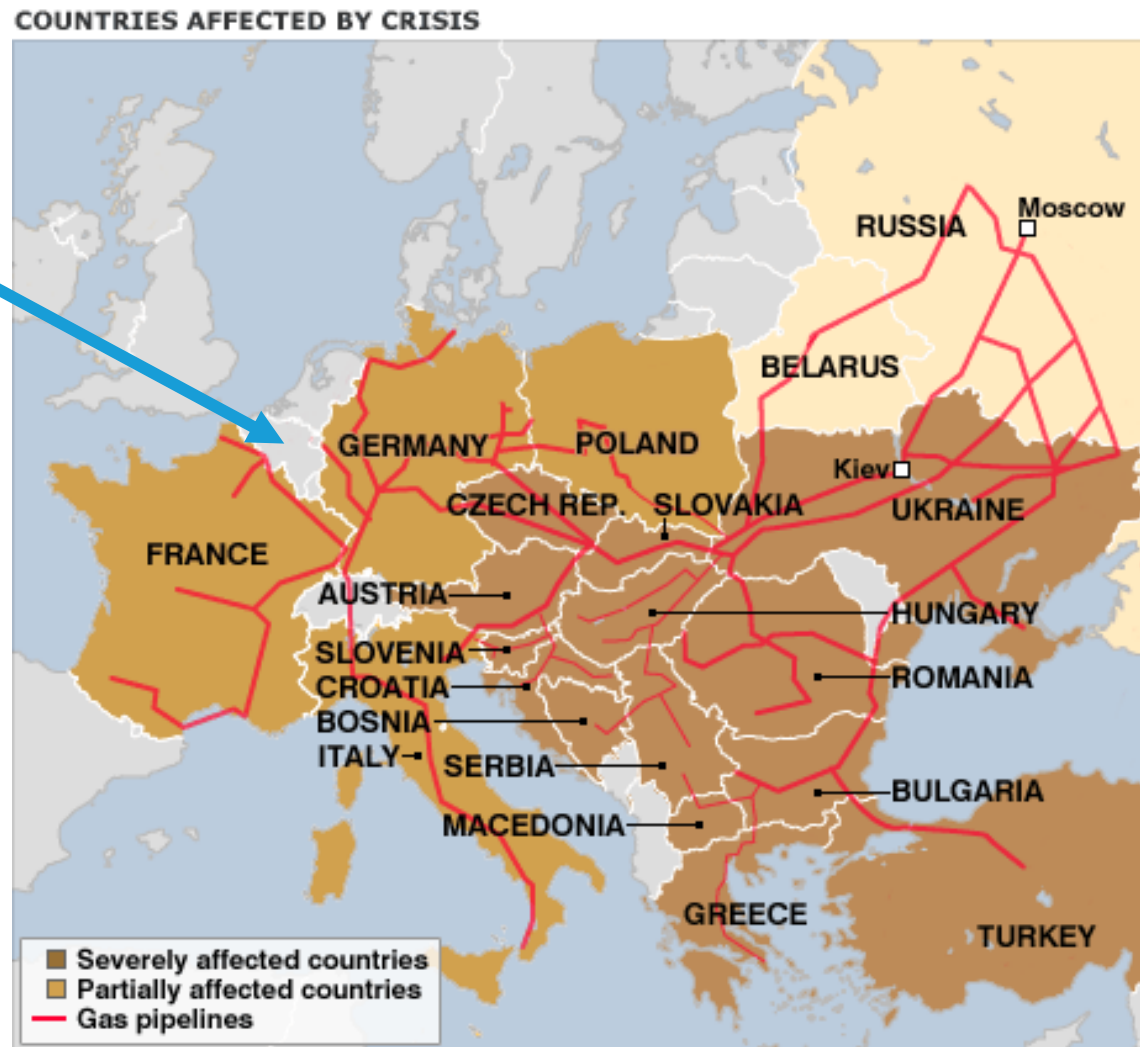 COUNTRIES AFFECTED BY CRISIS
Moscow
RUSSIA
BELARUS
GERMANY
POLAND
Kiev
CZECH REP.
SLOVAKIA
UKRAINE
FRANCE
AUSTRIA
HUNGARY
SLOVENIA
ROMANIA
CROATIA
BOSNIA
ITALY
SERBIA
BULGARIA
MACEDONIA
GREECE
TURKEY
Severely affected countries
Partially affected countries
Gas pipelines